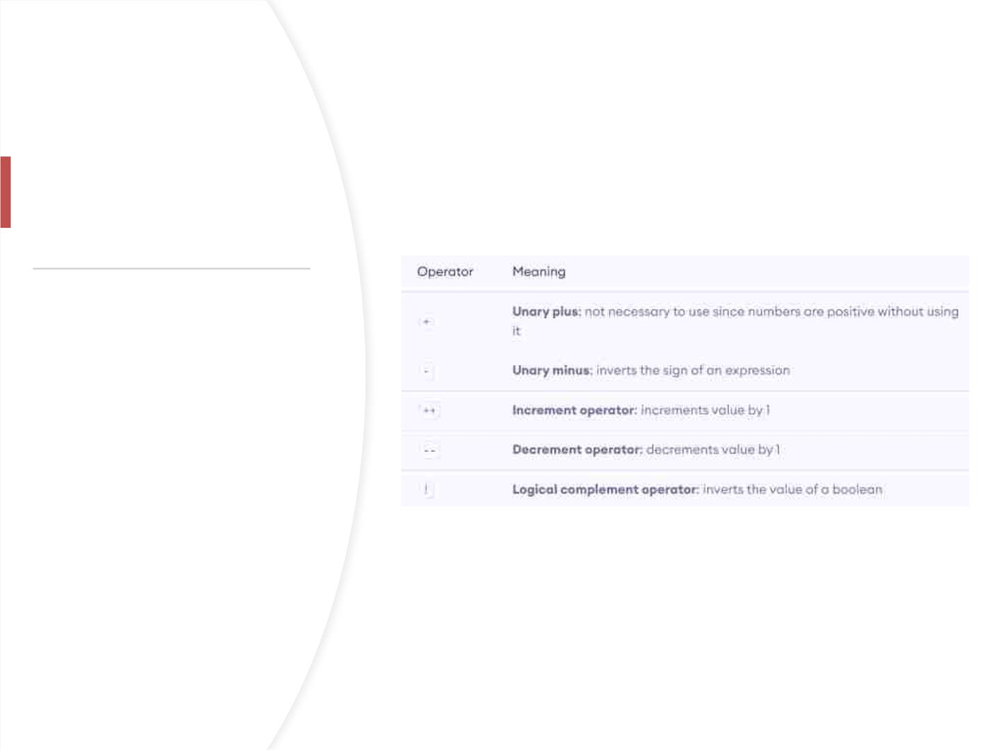 Operator Meaning
+ Unary plus: not necessary to use since numbers are positive without using
it
- Unary minus: inverts the sign of an expression
++ Increment operator: increments value by 1
-- Decrement operator: decrements value by 1
! Logical complement operator: inverts the value of a boolean